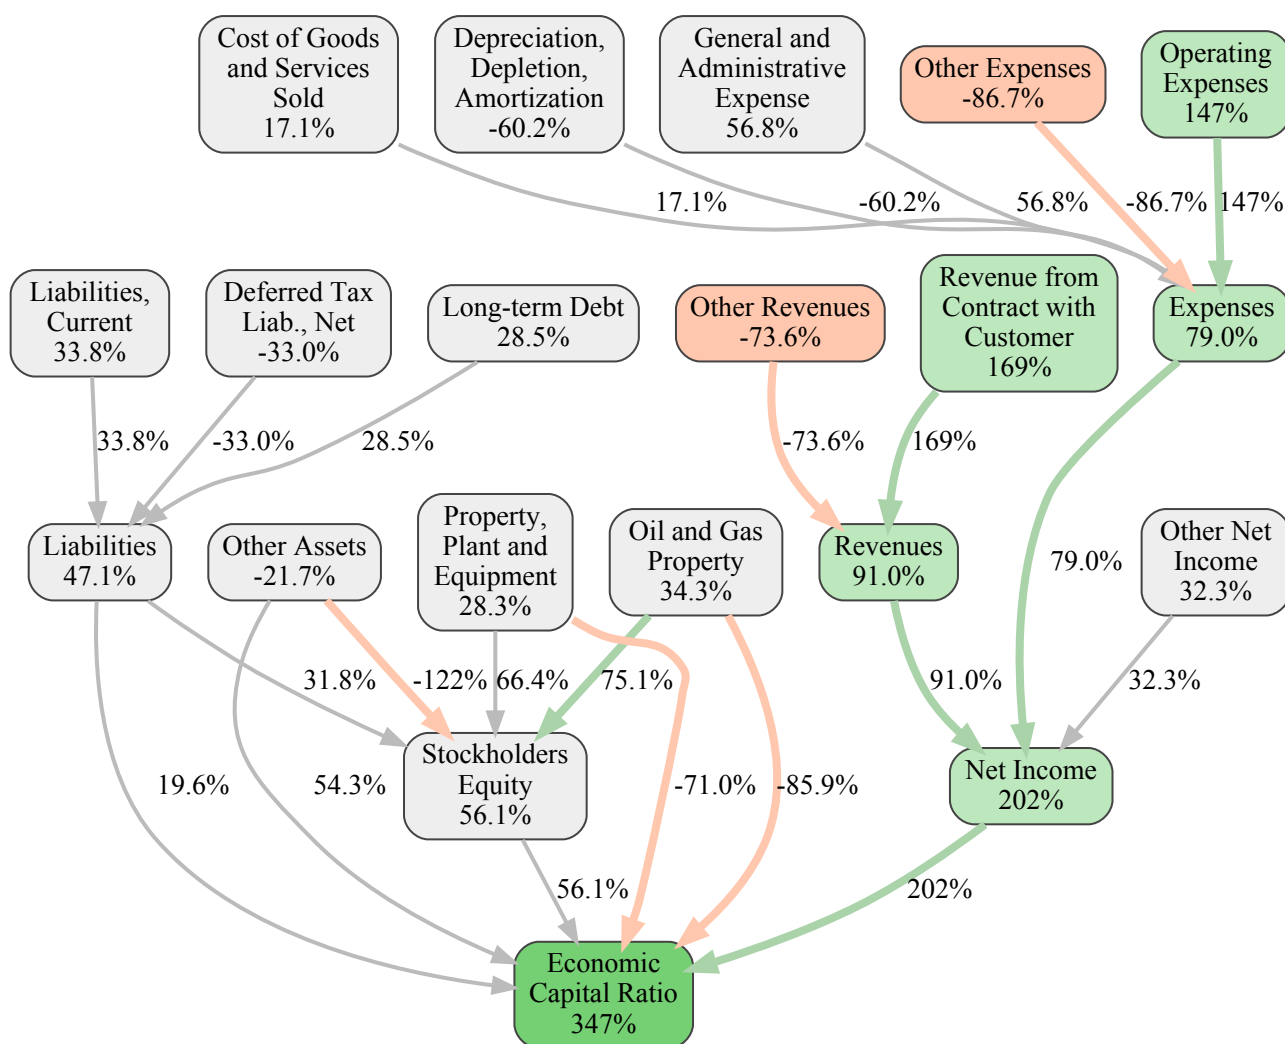 Cost of Goods
and Services
Sold
17.1%
Depreciation,
Depletion,
Amortization
-60.2%
General and
Administrative
Expense
56.8%
Other Expenses
-86.7%
Operating
Expenses
147%
17.1%
-60.2%
56.8%
-86.7%
147%
Liabilities,
Current
33.8%
Deferred Tax
Liab., Net
-33.0%
Long-term Debt
28.5%
Other Revenues
-73.6%
Revenue from
Contract with
Customer
169%
Expenses
79.0%
33.8%
-33.0%
28.5%
-73.6%
169%
79.0%
Liabilities
47.1%
Other Assets
-21.7%
Property,
Plant and
Equipment
28.3%
Oil and Gas
Property
34.3%
Revenues
91.0%
Other Net
Income
32.3%
31.8%
-122%
66.4%
75.1%
91.0%
32.3%
19.6%
54.3%
Stockholders
Equity
56.1%
-71.0%
-85.9%
Net Income
202%
56.1%
202%
Economic
Capital Ratio
347%